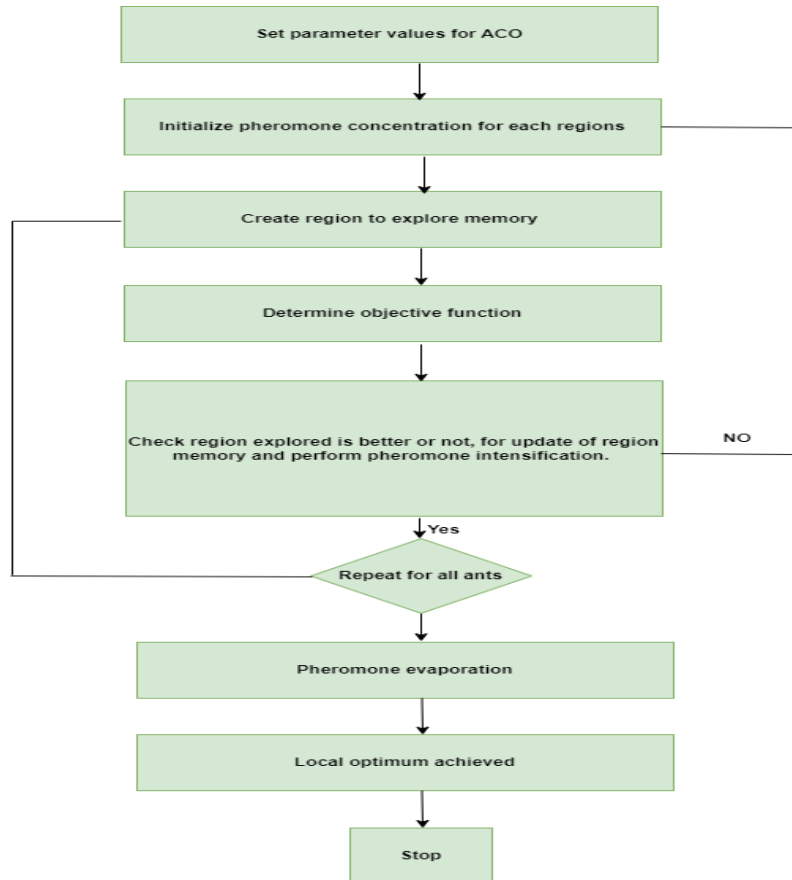 Set parameter values for ACO
Initialize pheromone concentration for each regions
Create region to explore memory
Determine objective function
Check region explored is better or not, for update of region
memory and perform pheromone intensification.
NO
Yes
Repeat for all ants
Pheromone evaporation
Local optimum achieved
Stop